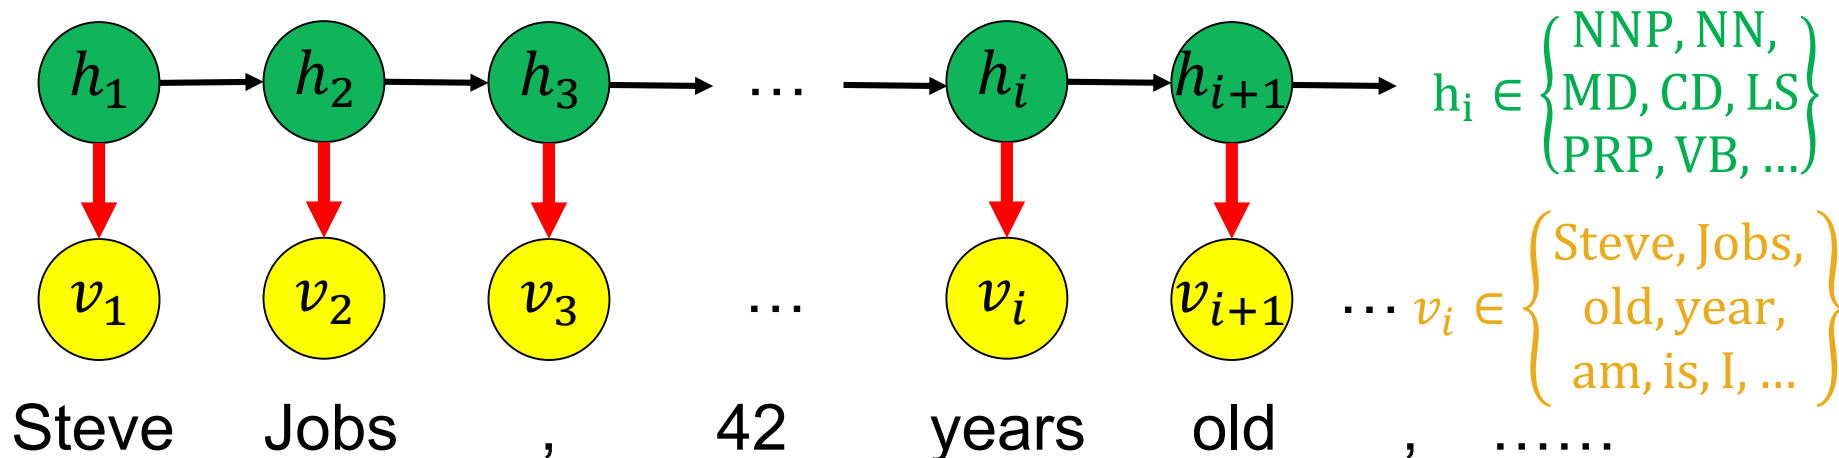 h₁ h₂ h₃ … hᵢ hᵢ₊₁ hᵢ ∈ { NNP, NN,
MD, CD, LS
PRP, VB, … }
v₁ v₂ v₃ … vᵢ vᵢ₊₁ … vᵢ ∈ { Steve, Jobs,
old, year,
am, is, I, … }
Steve Jobs , 42 years old , ……